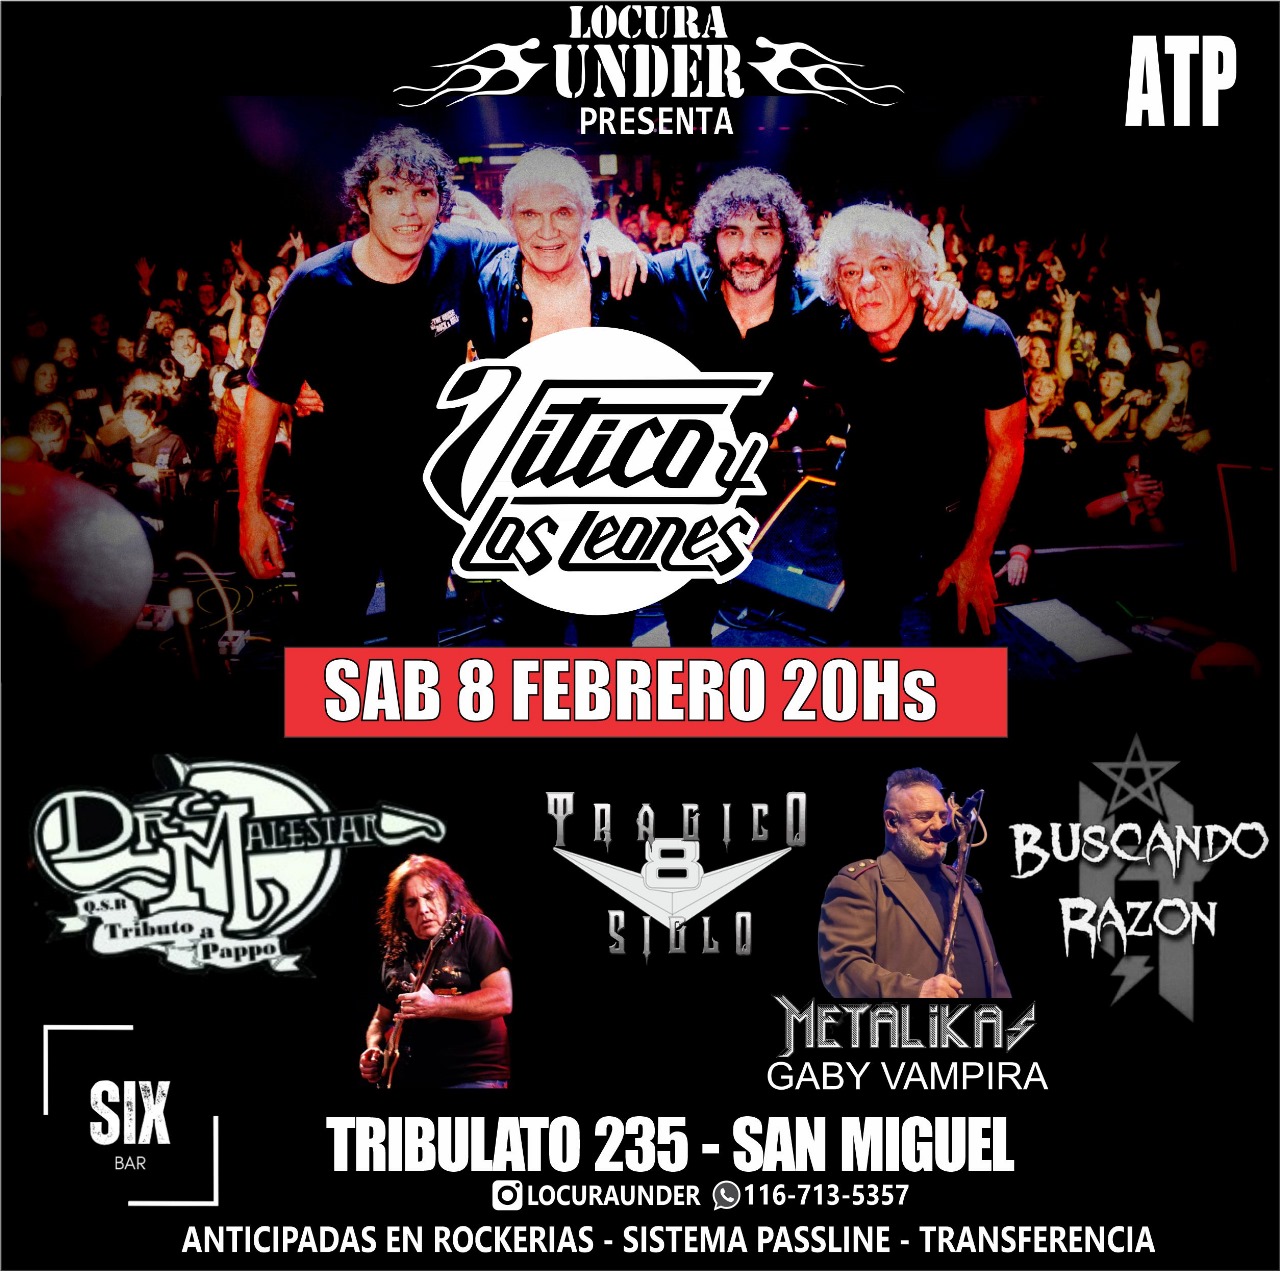 LOCURA
UNDER
PRESENTA
ATP
Vitico y
Los Leones
SAB 8 FEBRERO 20Hs
DR. MALESTAR
Q.S.R
Tributo a
Pappo
TRAGICO
8
SIGLO
BUSCANDO
RAZON
METALIKAS
GABY VAMPIRA
SIX
BAR
TRIBULATO 235 - SAN MIGUEL
LOCURAUNDER 116-713-5357
ANTICIPADAS EN ROCKERIAS - SISTEMA PASSLINE - TRANSFERENCIA